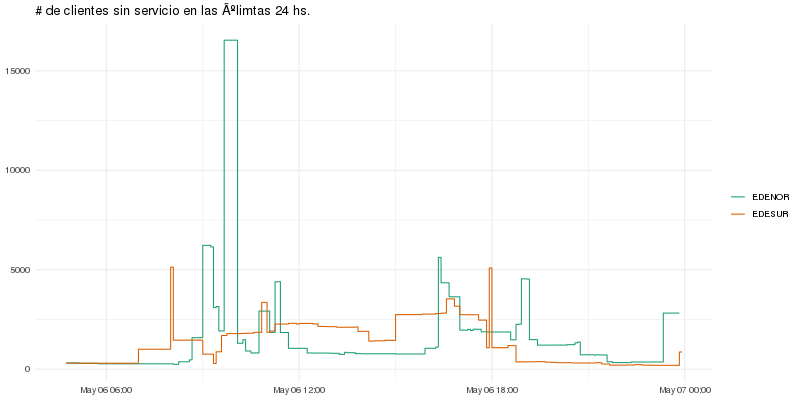 # de clientes sin servicio en las Ãºlimtas 24 hs.
15000
10000
5000
0
May 06 06:00
May 06 12:00
May 06 18:00
May 07 00:00
EDENOR
EDESUR